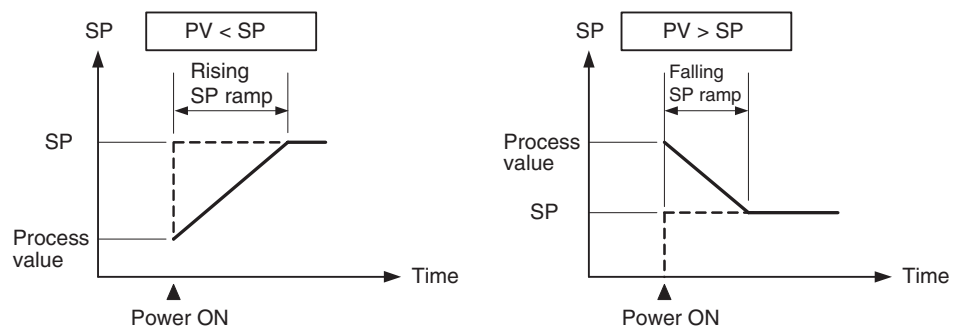 SP
PV < SP
Rising
SP ramp
SP
Process
value
Time
Power ON
SP
PV > SP
Falling
SP ramp
Process
value
SP
Time
Power ON